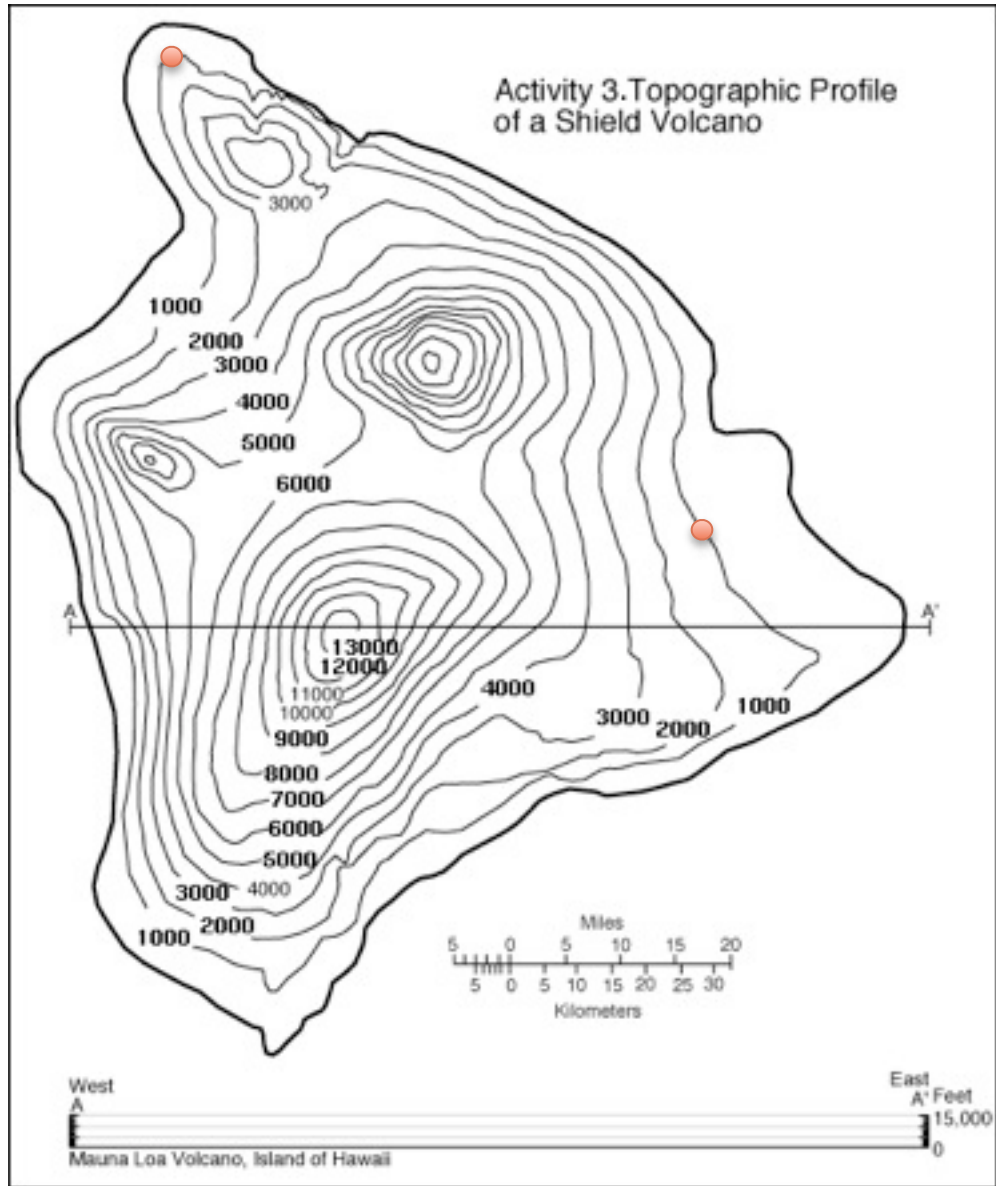 Activity 3.Topographic Profile
of a Shield Volcano
3000
1000
2000
3000
4000
5000
6000
A A'
13000
12000
11000
10000
9000
8000
7000
6000
5000
4000
3000
2000
1000
4000
3000
2000
1000
Miles
5 0 5 10 15 20
5 0 5 10 15 20 25 30
Kilometers
West East
A A' Feet
15,000
0
Mauna Loa Volcano, Island of Hawaii